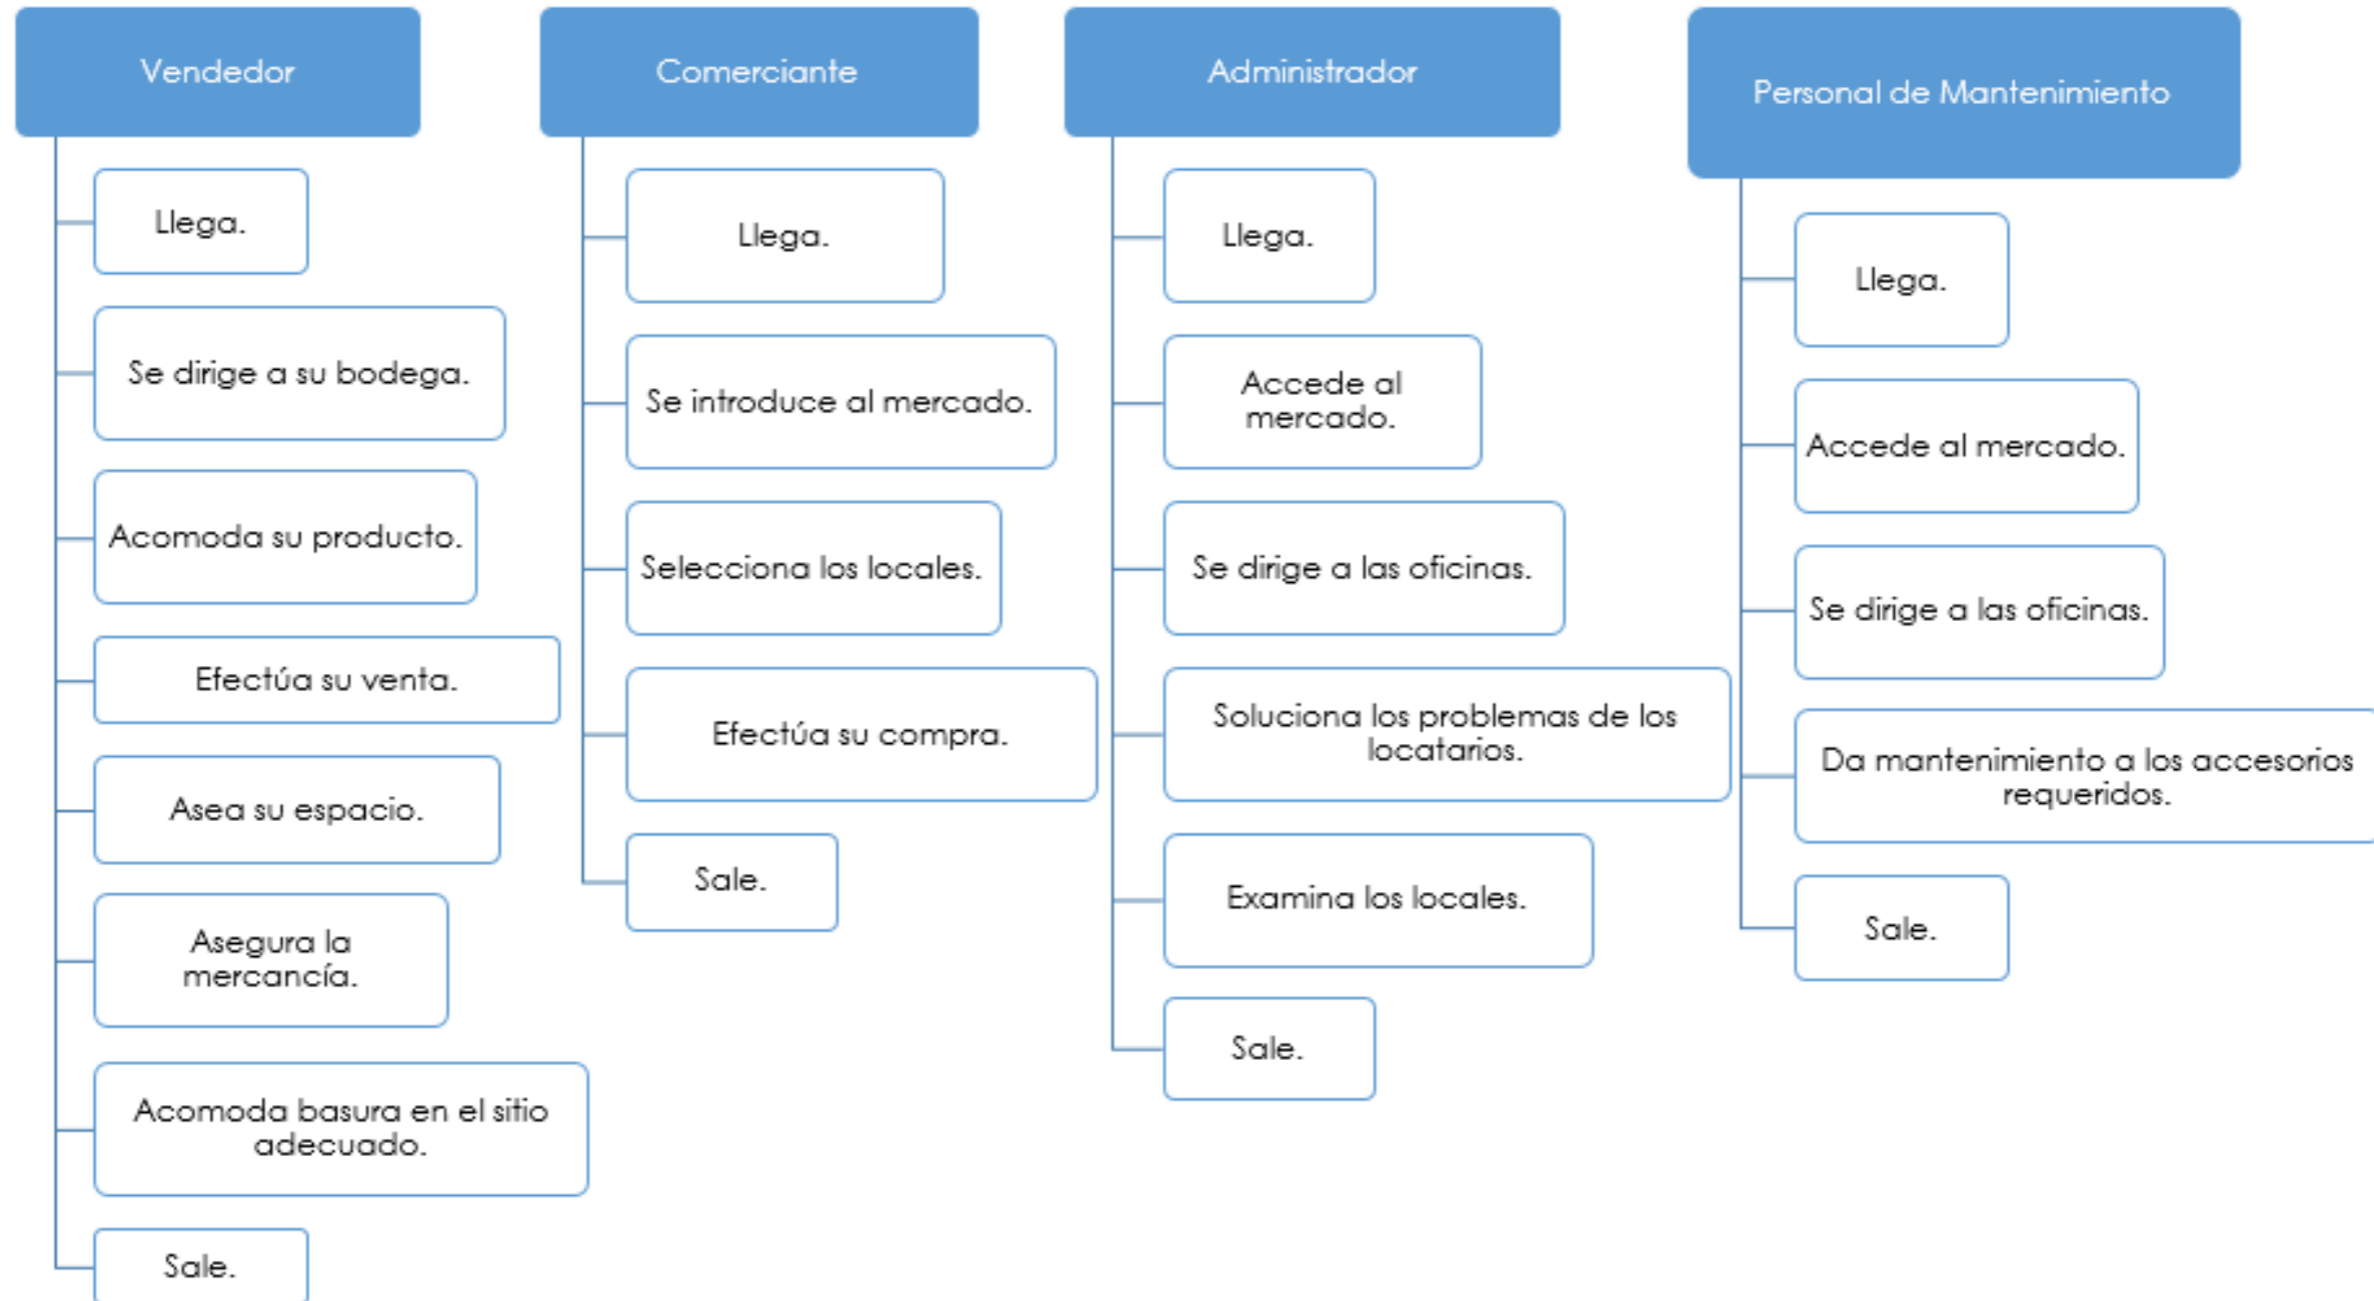 Vendedor
Llega.
Se dirige a su bodega.
Acomoda su producto.
Efectúa su venta.
Asea su espacio.
Asegura la
mercancía.
Acomoda basura en el sitio
adecuado.
Sale.
Comerciante
Llega.
Se introduce al mercado.
Selecciona los locales.
Efectúa su compra.
Sale.
Administrador
Llega.
Accede al
mercado.
Se dirige a las oficinas.
Soluciona los problemas de los
locatarios.
Examina los locales.
Sale.
Personal de Mantenimiento
Llega.
Accede al mercado.
Se dirige a las oficinas.
Da mantenimiento a los accesorios
requeridos.
Sale.